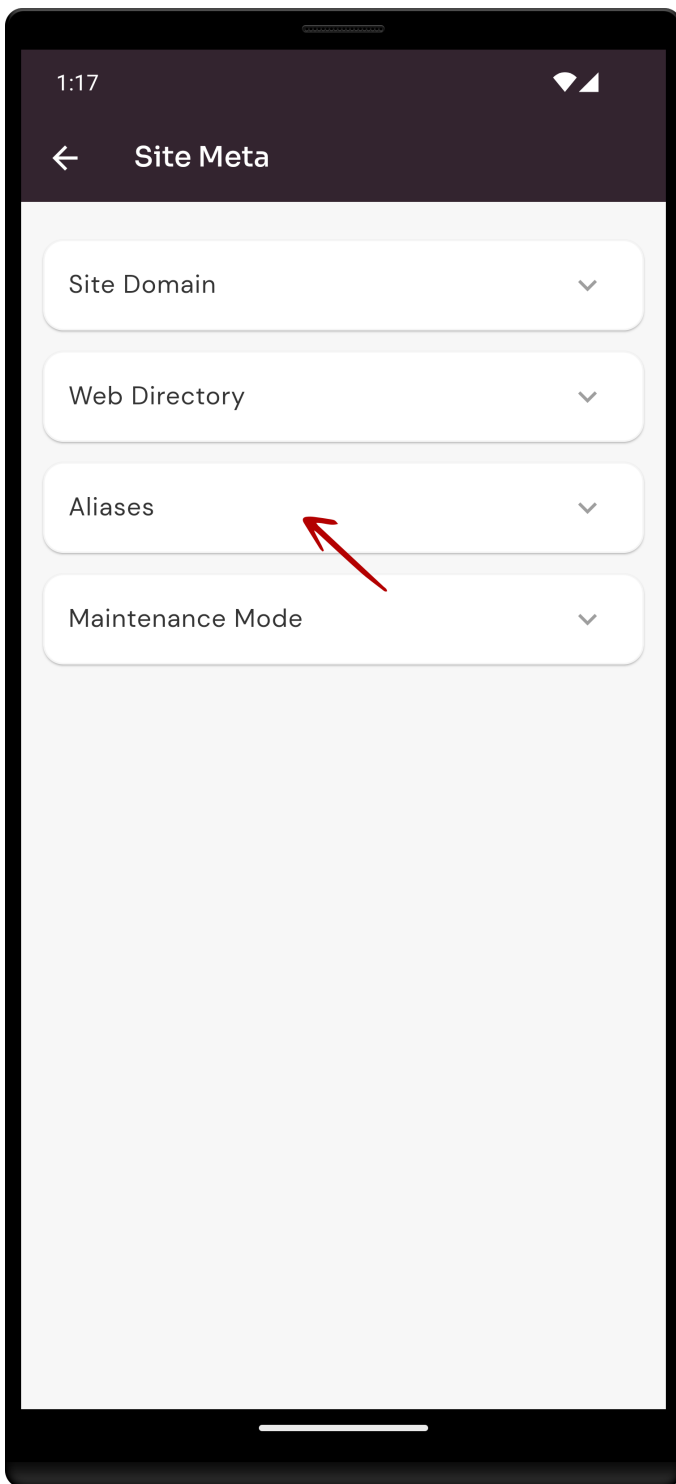 1:17
Site Meta
Site Domain
Web Directory
Aliases
Maintenance Mode